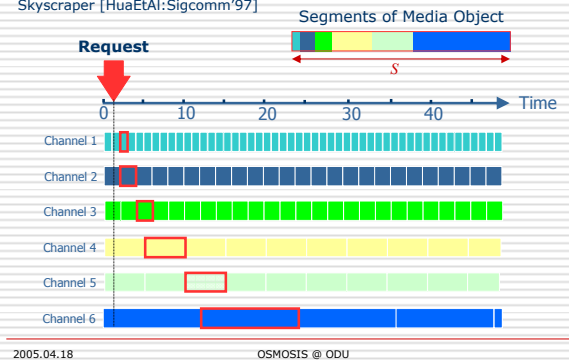 Skyscraper [HuaEtAl:Sigcomm'97]
Segments of Media Object
S
Request
Time
0 10 20 30 40
Channel 1
Channel 2
Channel 3
Channel 4
Channel 5
Channel 6
2005.04.18 OSMOSIS @ ODU